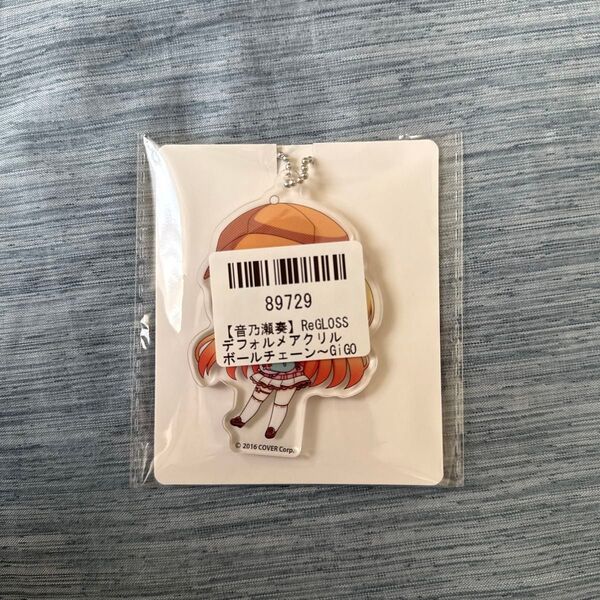 89729
【音乃瀬奏】ReGLOSS
デフォルメアクリル
ボールチェーン～GiGO
© 2016 COVER Corp.